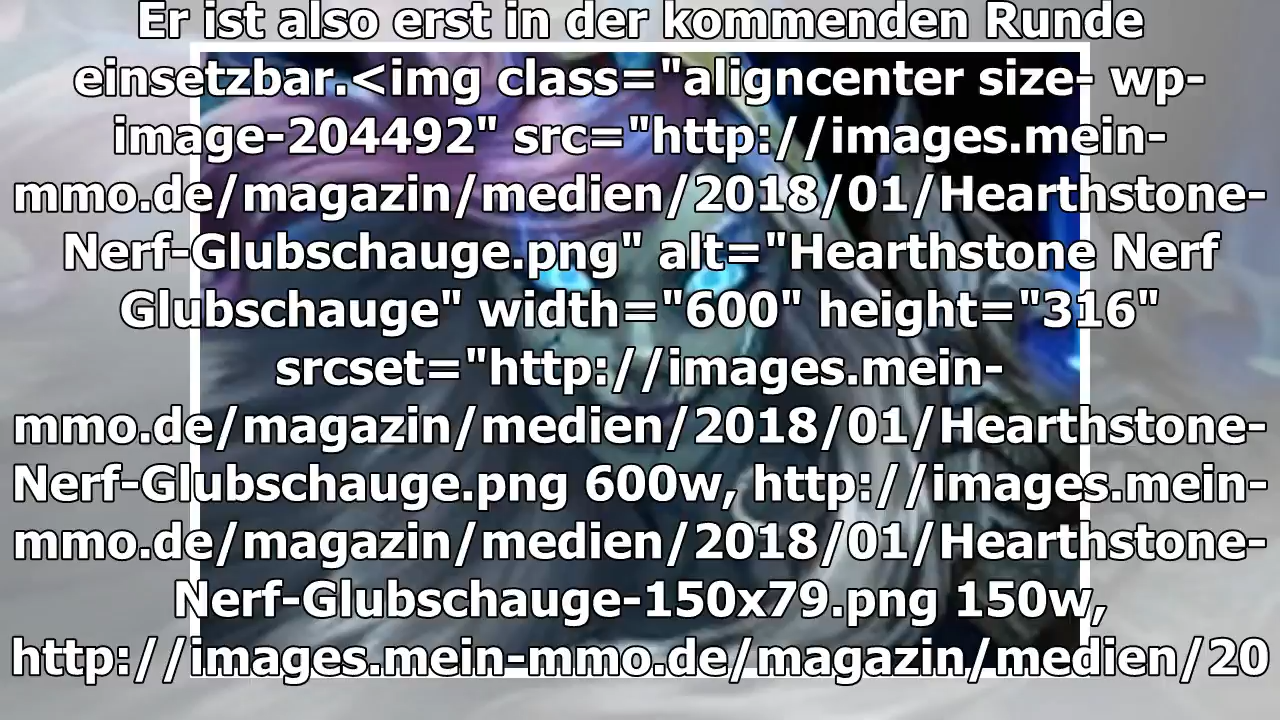 Er ist also erst in der kommenden Runde
einsetzbar.<img class="aligncenter size- wp-
image-204492" src="http://images.mein-
mmo.de/magazin/medien/2018/01/Hearthstone-
Nerf-Glubschauge.png" alt="Hearthstone Nerf
Glubschauge" width="600" height="316"
srcset="http://images.mein-
mmo.de/magazin/medien/2018/01/Hearthstone-
Nerf-Glubschauge.png 600w, http://images.mein-
mmo.de/magazin/medien/2018/01/Hearthstone-
Nerf-Glubschauge-150x79.png 150w,
http://images.mein-mmo.de/magazin/medien/20